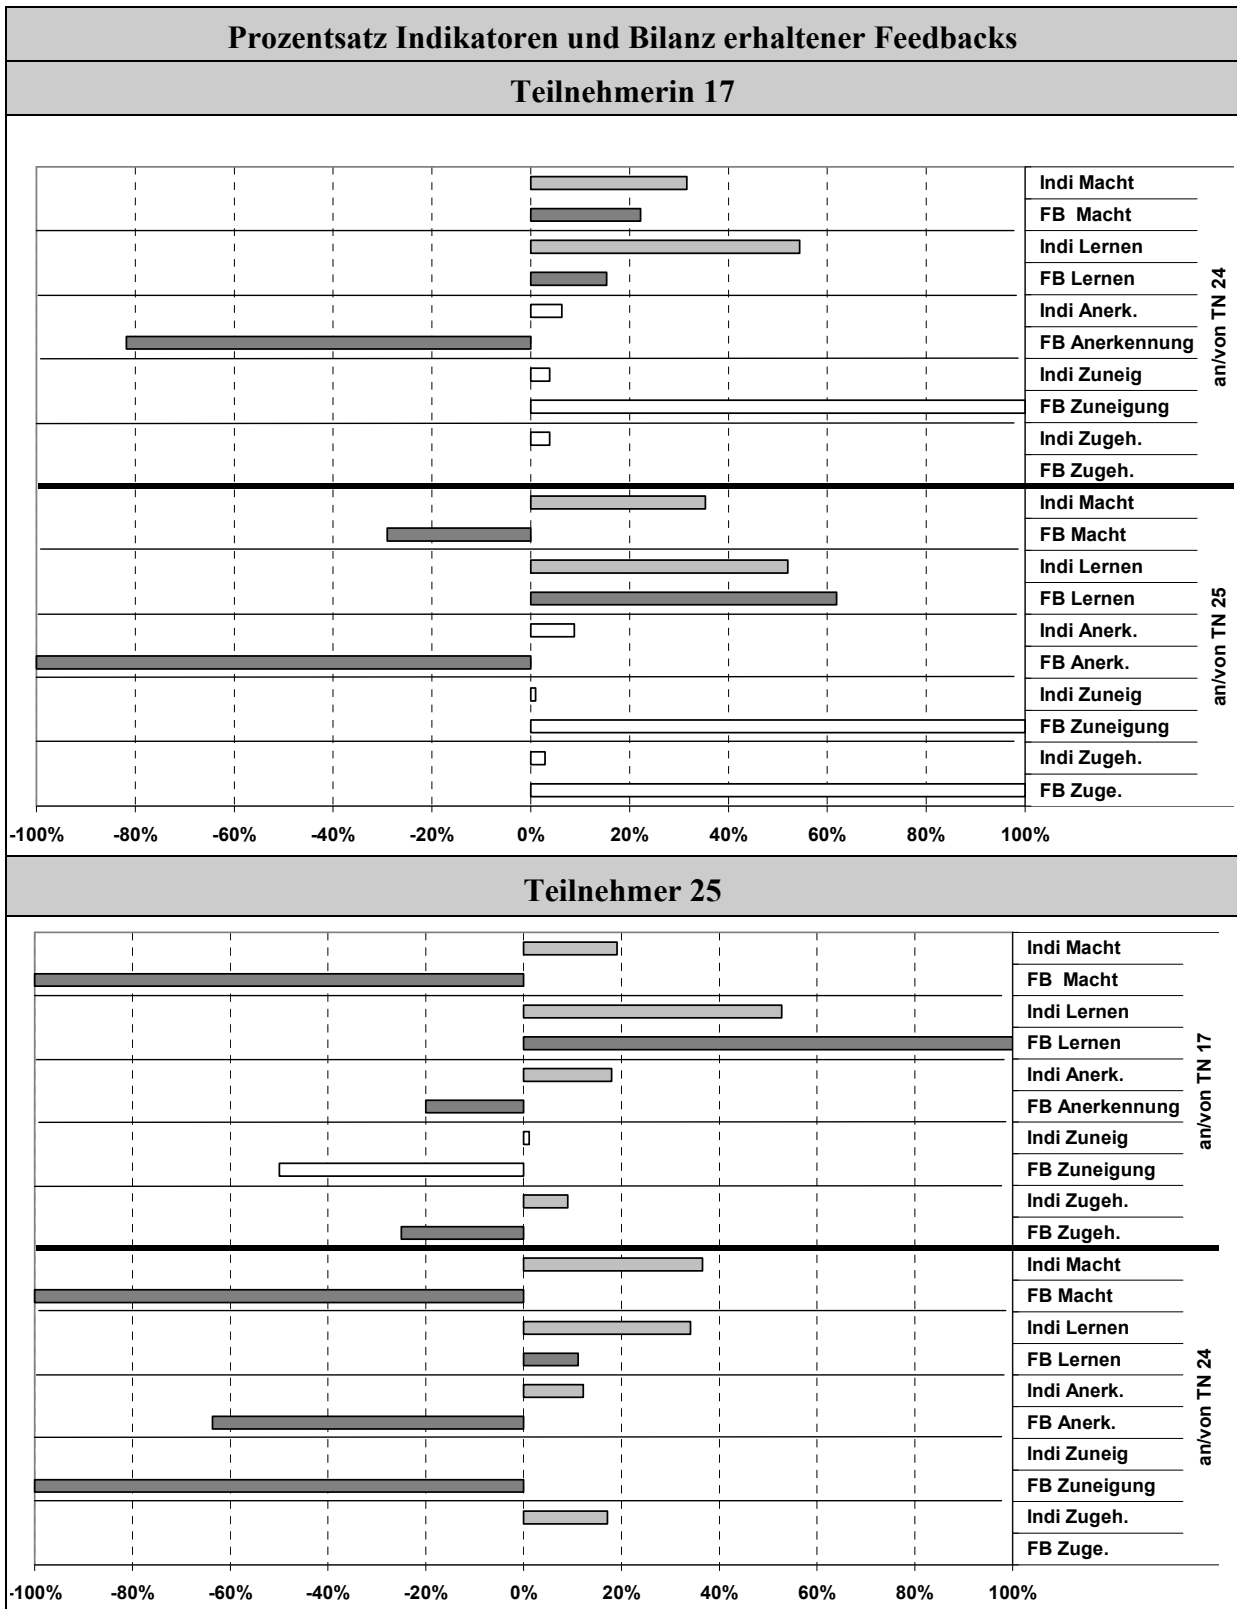 Prozentsatz Indikatoren und Bilanz erhaltener Feedbacks
Teilnehmerin 17
Indi Macht
FB Macht
Indi Lernen
FB Lernen
Indi Anerk.
FB Anerkennung
Indi Zuneig
FB Zuneigung
Indi Zugeh.
FB Zugeh.
an/von TN 24
Indi Macht
FB Macht
Indi Lernen
FB Lernen
Indi Anerk.
FB Anerk.
Indi Zuneig
FB Zuneigung
Indi Zugeh.
FB Zuge.
an/von TN 25
-100% -80% -60% -40% -20% 0% 20% 40% 60% 80% 100%
Teilnehmer 25
Indi Macht
FB Macht
Indi Lernen
FB Lernen
Indi Anerk.
FB Anerkennung
Indi Zuneig
FB Zuneigung
Indi Zugeh.
FB Zugeh.
an/von TN 17
Indi Macht
FB Macht
Indi Lernen
FB Lernen
Indi Anerk.
FB Anerk.
Indi Zuneig
FB Zuneigung
Indi Zugeh.
FB Zuge.
an/von TN 24
-100% -80% -60% -40% -20% 0% 20% 40% 60% 80% 100%